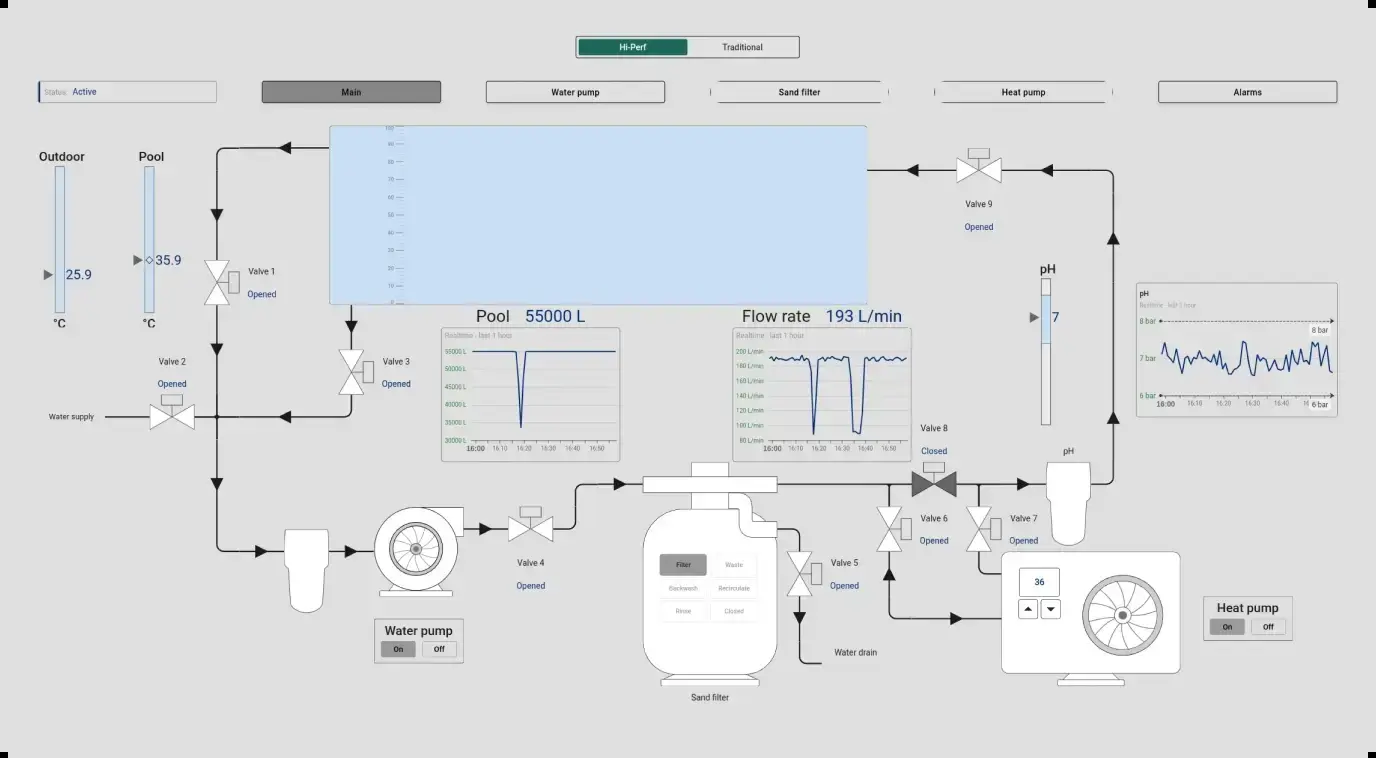 Hi-Perf Traditional
Status: Active
Main
Water pump
Sand filter
Heat pump
Alarms
Outdoor
25.9
°C
Pool
35.9
°C
100
90
80
70
60
50
40
30
20
10
0
Valve 1
Opened
Valve 2
Opened
Water supply
Valve 3
Opened
Pool 55000 L
Realtime - last 1 hour
55000 L
50000 L
45000 L
40000 L
35000 L
30000 L
16:00 16:10 16:20 16:30 16:40 16:50
Flow rate 193 L/min
Realtime - last 1 hour
200 L/min
180 L/min
160 L/min
140 L/min
120 L/min
100 L/min
80 L/min
16:00 16:10 16:20 16:30 16:40 16:50
Valve 9
Opened
pH
7
pH
Realtime - last 1 hour
8 bar
8 bar
7 bar
6 bar
16:00 16:10 16:20 16:30 16:40
6 bar
Valve 8
Closed
pH
Valve 6
Opened
Valve 7
Opened
Valve 4
Opened
Valve 5
Opened
Filter Waste
Backwash Recirculate
Rinse Closed
Water drain
Sand filter
Water pump
On Off
36
Heat pump
On Off